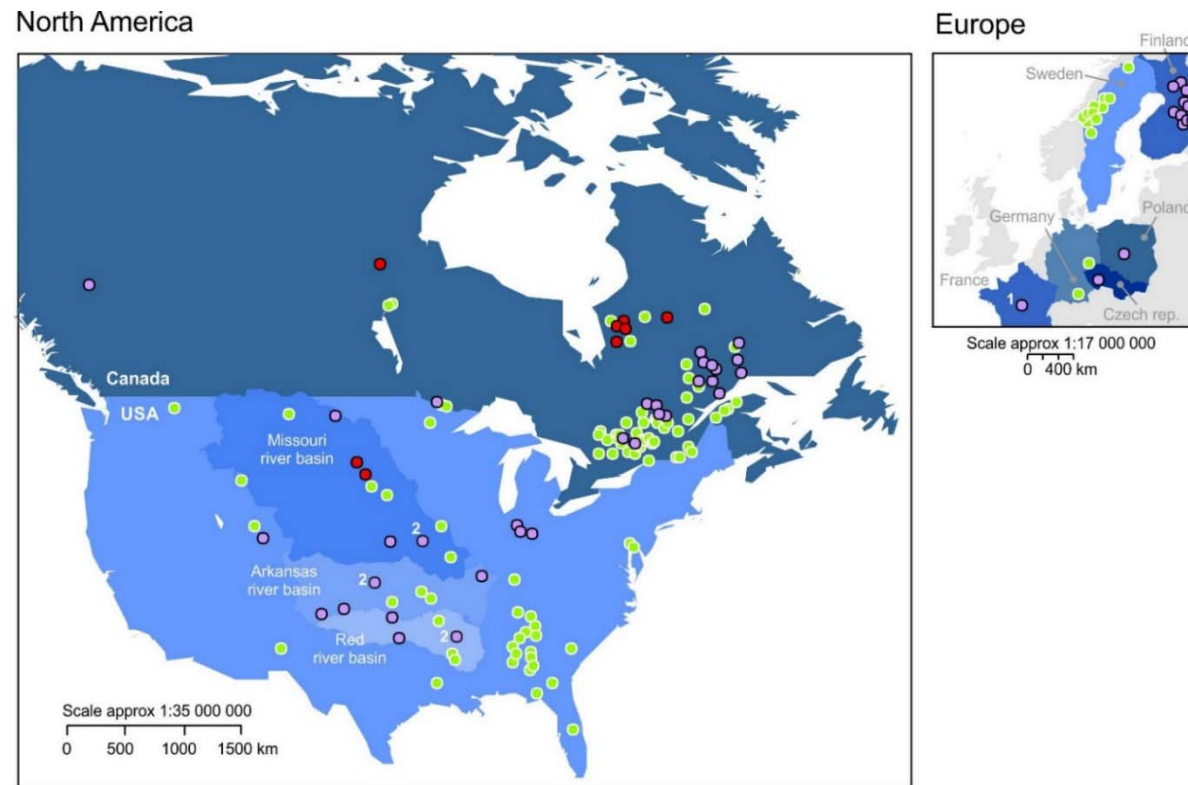 North America
Europe
Finland
Sweden
Germany
Poland
France
1
Czech rep.
Scale approx 1:17 000 000
0 400 km
Canada
USA
Missouri
river basin
2
Arkansas
river basin
2
Red
river basin
2
Scale approx 1:35 000 000
0 500 1000 1500 km